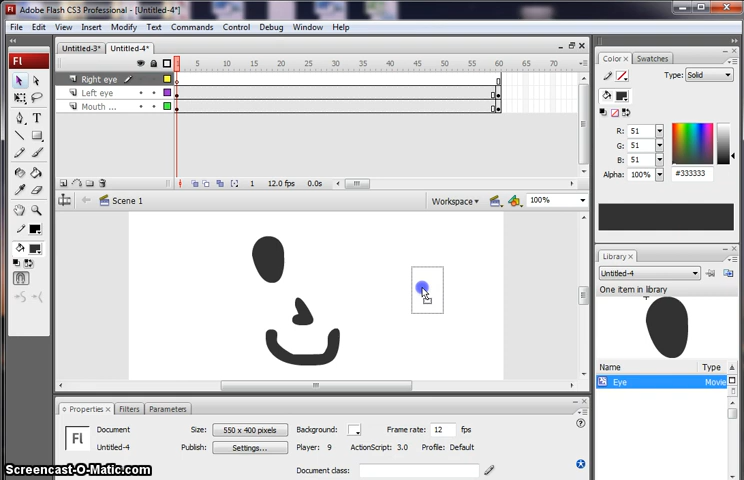 Adobe Flash CS3 Professional - [Untitled-4*]
File Edit View Insert Modify Text Commands Control Debug Window Help
Fl
Untitled-3* Untitled-4*
1 5 10 15 20 25 30 35 40 45 50 55 60 65 70
Right eye
Left eye
Mouth ...
1 12.0 fps 0.0s
Scene 1 Workspace 100%
T
Color Swatches
Type: Solid
R: 51
G: 51
B: 51
Alpha: 100% #333333
Library
Untitled-4
One item in library
Name Type
Eye Movie
Properties Filters Parameters
Fl
Document
Untitled-4
Size: 550 x 400 pixels Background: Frame rate: 12 fps
Publish: Settings... Player: 9 ActionScript: 3.0 Profile: Default
Document class:
Screencast-O-Matic.com